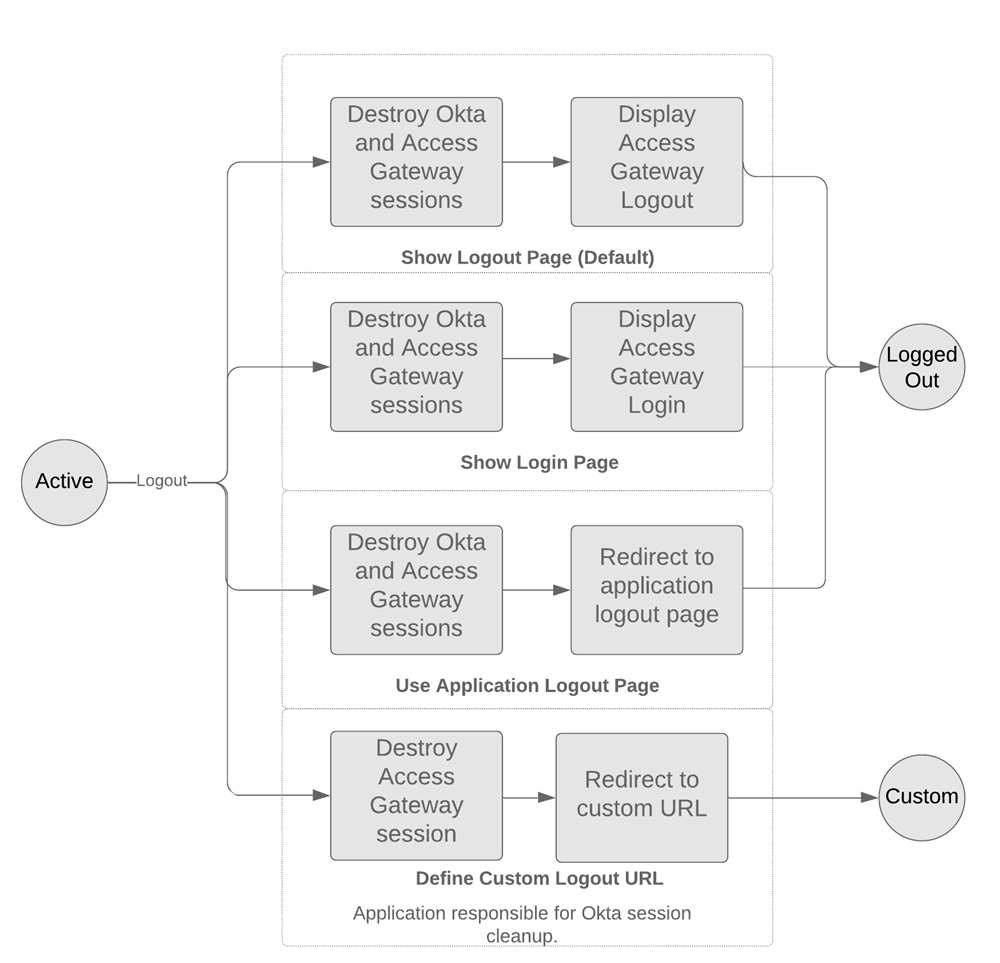 Destroy Okta
and Access
Gateway
sessions
Display
Access
Gateway
Logout
Show Logout Page (Default)
Destroy Okta
and Access
Gateway
sessions
Display
Access
Gateway
Login
Show Login Page
Logged
Out
Active
Logout
Destroy Okta
and Access
Gateway
sessions
Redirect to
application
logout page
Use Application Logout Page
Destroy
Access
Gateway
session
Redirect to
custom URL
Custom
Define Custom Logout URL
Application responsible for Okta session
cleanup.